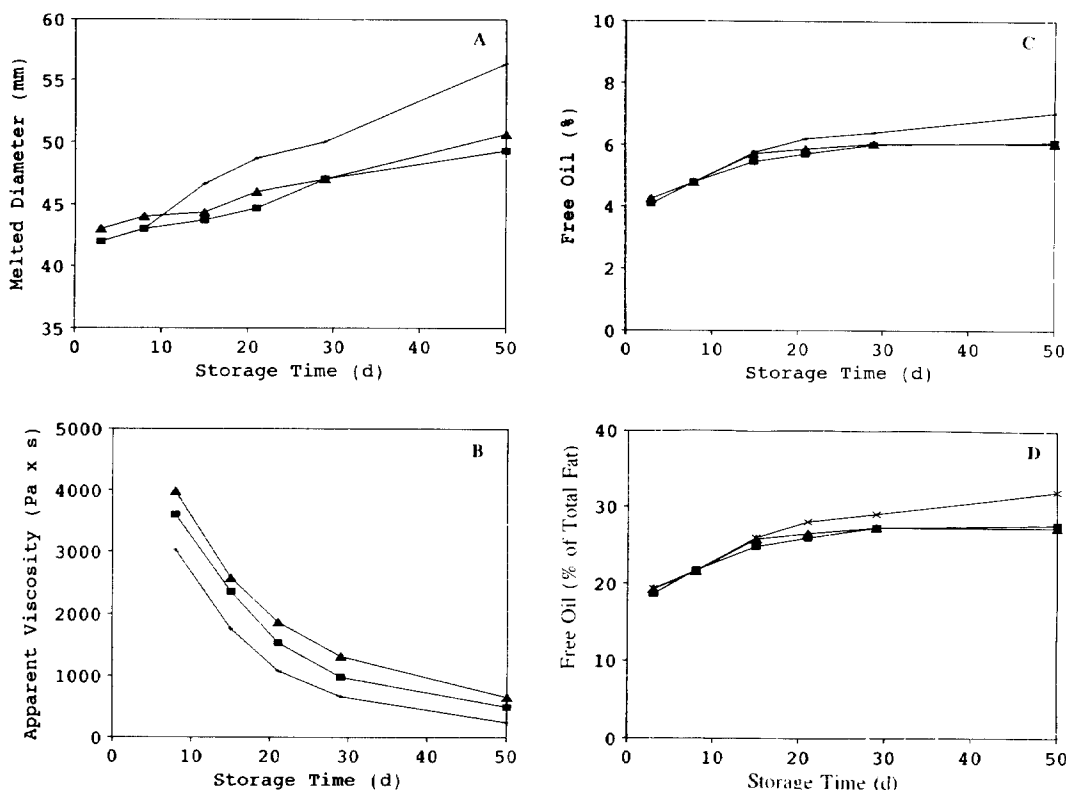 A
60
55
50
45
40
35
Melted Diameter (mm)
0 10 20 30 40 50
Storage Time (d)
C
10
8
6
4
2
0
Free Oil (%)
0 10 20 30 40 50
Storage Time (d)
B
5000
4000
3000
2000
1000
0
Apparent Viscosity (Pa x s)
0 10 20 30 40 50
Storage Time (d)
D
40
30
20
10
0
Free Oil (% of Total Fat)
0 10 20 30 40 50
Storage Time (d)